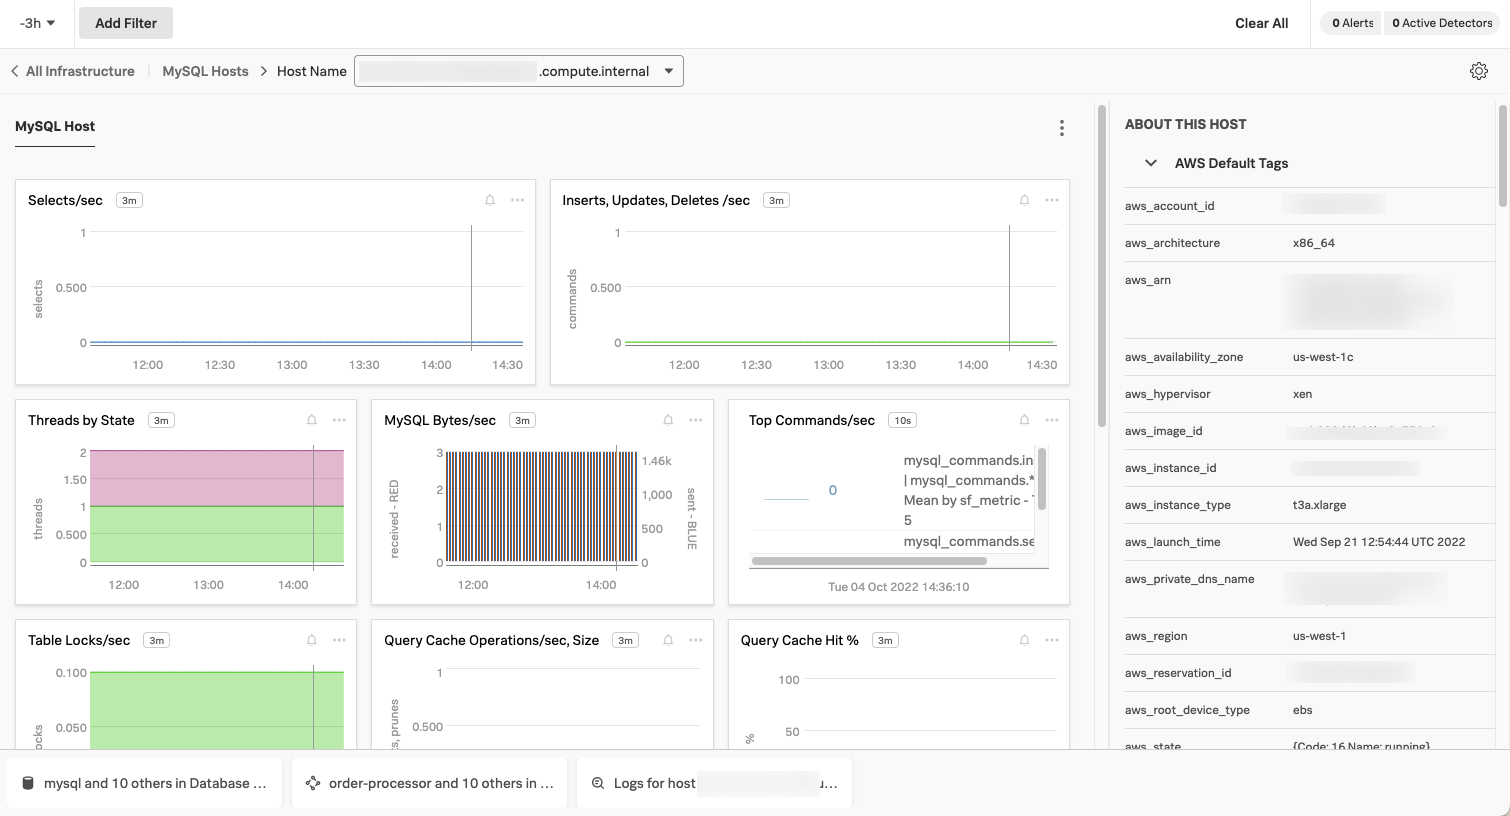 -3h
Add Filter
Clear All
0 Alerts
0 Active Detectors
All Infrastructure
MySQL Hosts
Host Name
.compute.internal
MySQL Host
ABOUT THIS HOST
AWS Default Tags
aws_account_id
aws_architecture x86_64
aws_arn
aws_availability_zone us-west-1c
aws_hypervisor xen
aws_image_id
aws_instance_id
aws_instance_type t3a.xlarge
aws_launch_time Wed Sep 21 12:54:44 UTC 2022
aws_private_dns_name
aws_region us-west-1
aws_reservation_id
aws_root_device_type ebs
aws_state {Code: 16,Name: running}
Selects/sec 3m
selects
1
0.500
0
12:00 12:30 13:00 13:30 14:00 14:30
Inserts, Updates, Deletes /sec 3m
commands
1
0.500
0
12:00 12:30 13:00 13:30 14:00 14:30
Threads by State 3m
threads
2
1.50
1
0.500
0
12:00 13:00 14:00
MySQL Bytes/sec 3m
received - RED
3
2
1
0
1.46k
1,000
500
0
sent - BLUE
12:00 14:00
Top Commands/sec 10s
0
mysql_commands.in
| mysql_commands.*
Mean by sf_metric -
5
mysql_commands.se
Tue 04 Oct 2022 14:36:10
Table Locks/sec 3m
ocks
0.100
0.050
Query Cache Operations/sec, Size 3m
s, prunes
1
0.500
Query Cache Hit % 3m
%
100
50
mysql and 10 others in Database ...
order-processor and 10 others in ...
Logs for host